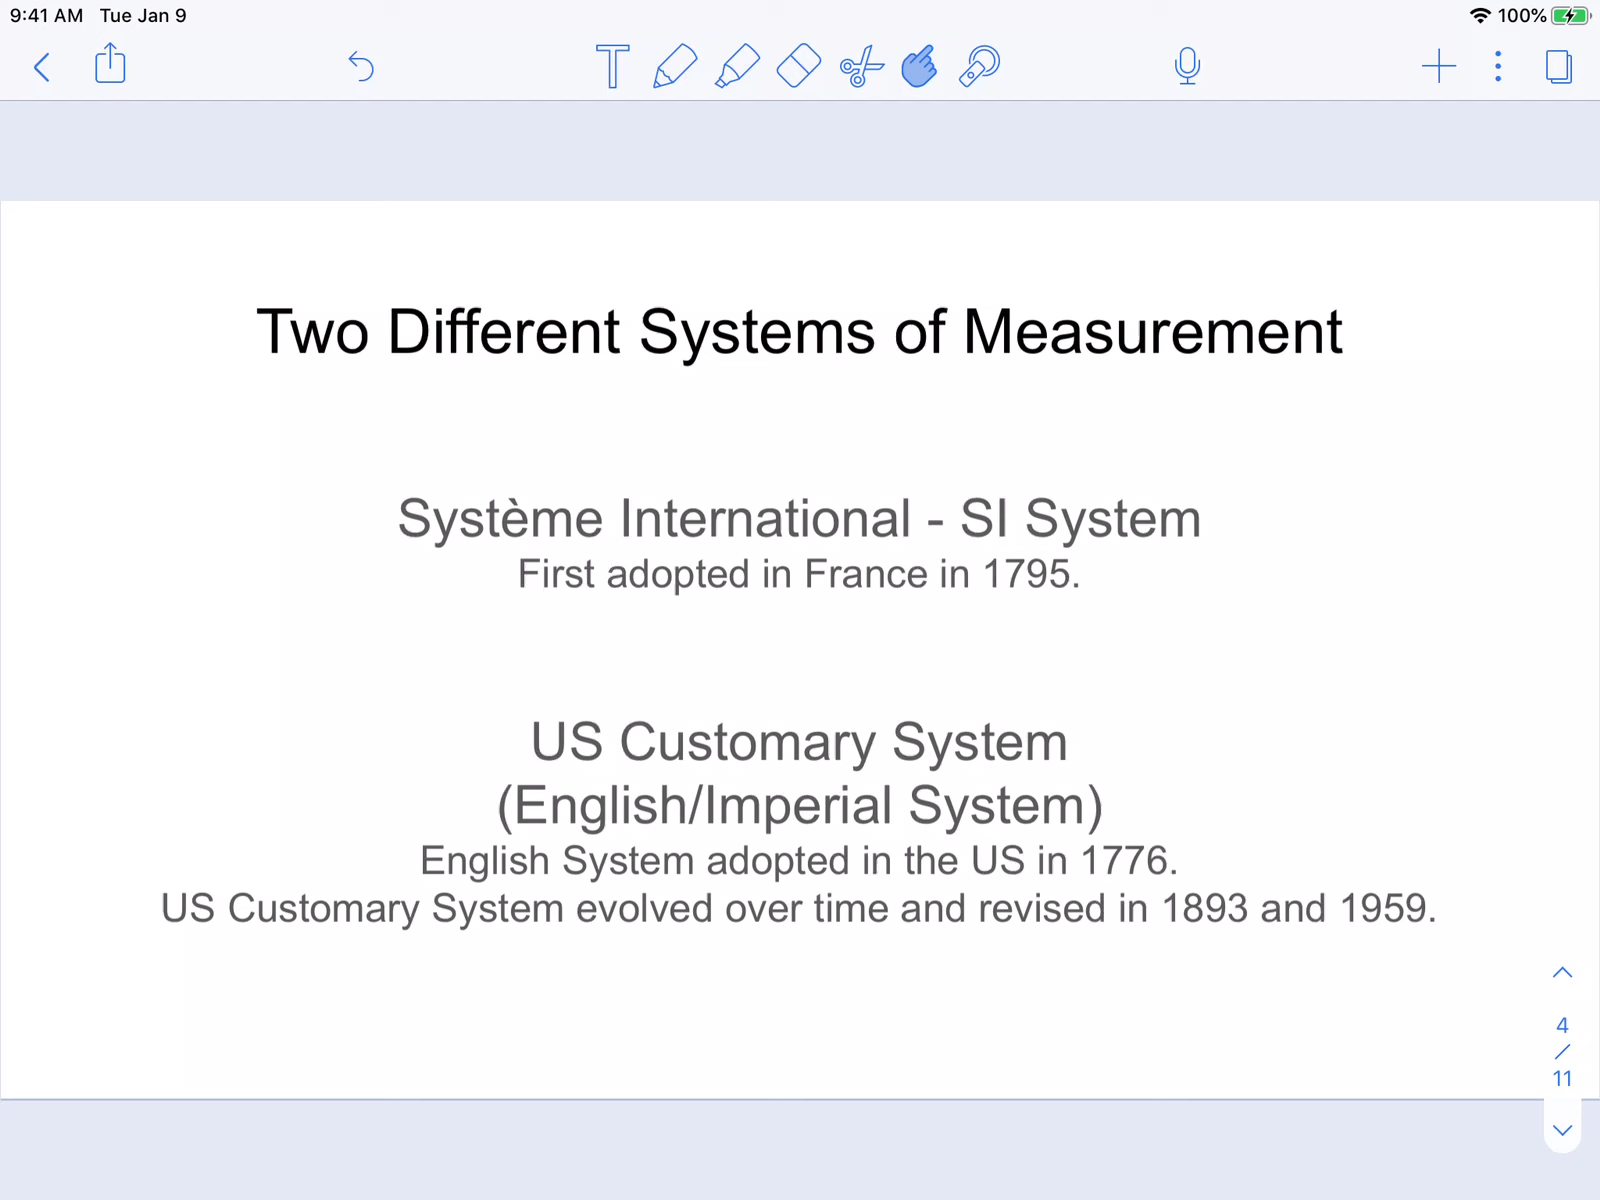 9:41 AM Tue Jan 9 100%
Two Different Systems of Measurement
Système International - SI System
First adopted in France in 1795.
US Customary System
(English/Imperial System)
English System adopted in the US in 1776.
US Customary System evolved over time and revised in 1893 and 1959.
4
/
11